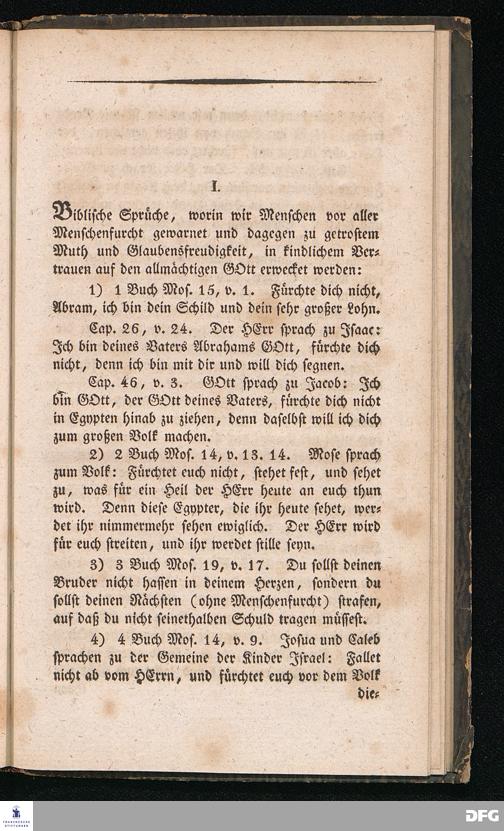 I.
Biblische Sprüche, worin wir Menschen vor aller
Menschenfurcht gewarnet und dagegen zu getrostem
Muth und Glaubensfreudigkeit, in kindlichem Ver-
trauen auf den allmächtigen GOtt erwecket werden:
1) 1 Buch Mos. 15, v. 1. Fürchte dich nicht,
Abram, ich bin dein Schild und dein sehr großer Lohn.
Cap. 26, v. 24. Der HErr sprach zu Isaac:
Ich bin deines Vaters Abrahams GOtt, fürchte dich
nicht, denn ich bin mit dir und will dich segnen.
Cap. 46, v. 3. GOtt sprach zu Jacob: Ich
bin GOtt, der GOtt deines Vaters, fürchte dich nicht
in Egypten hinab zu ziehen, denn daselbst will ich dich
zum großen Volk machen.
2) 2 Buch Mos. 14, v. 13. 14. Mose sprach
zum Volk: Fürchtet euch nicht, stehet fest, und sehet
zu, was für ein Heil der HErr heute an euch thun
wird. Denn diese Egypter, die ihr heute sehet, wer-
det ihr nimmermehr sehen ewiglich. Der HErr wird
für euch streiten, und ihr werdet stille seyn.
3) 3 Buch Mos. 19, v. 17. Du sollst deinen
Bruder nicht hassen in deinem Herzen, sondern du
sollst deinen Nächsten (ohne Menschenfurcht) strafen,
auf daß du nicht seinethalben Schuld tragen müssest.
4) 4 Buch Mos. 14, v. 9. Josua und Caleb
sprachen zu der Gemeine der Kinder Israel: Fallet
nicht ab vom HErrn, und fürchtet euch vor dem Volk
die-
FRANCKESCHE
STIFTUNGEN
DFG